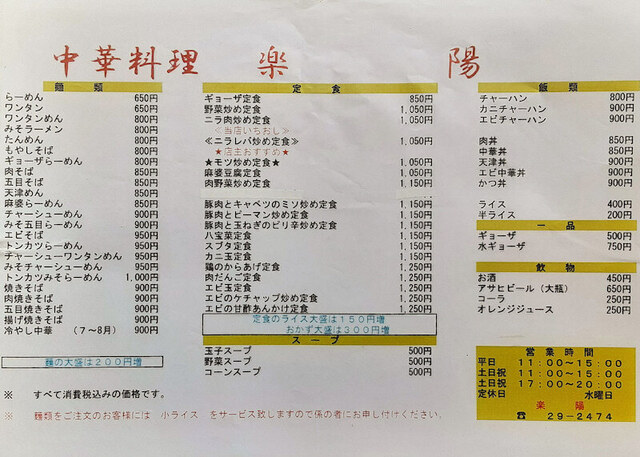 中華料理 楽 陽
麺 類
らーめん 650円
ワンタン 650円
ワンタンめん 800円
みそラーメン 800円
たんめん 800円
もやしそば 800円
ギョーザらーめん 850円
肉そば 850円
五目そば 850円
天津めん 850円
麻婆らーめん 850円
チャーシューめん 900円
みそ五目らーめん 900円
エビそば 950円
トンカツらーめん 950円
チャーシューワンタンめん 950円
みそチャーシューめん 950円
トンカツみそらーめん 1,000円
焼きそば 900円
肉焼きそば 900円
五目焼きそば 900円
揚げ焼きそば 900円
冷やし中華 (7~8月) 900円
麺の大盛は200円増
※ すべて消費税込みの価格です。
※ 麺類をご注文のお客様には 小ライス をサービス致しますので係の者にお申し付けください。
定 食
ギョーザ定食 850円
野菜炒め定食 1,050円
ニラ肉炒め定食 1,050円
≪当店いちおし≫
≪ニラレバ炒め定食≫ 1,050円
★店主おすすめ★
★モツ炒め定食★ 1,050円
麻婆豆腐定食 1,050円
肉野菜炒め定食 1,150円
豚肉とキャベツのミソ炒め定食 1,150円
豚肉とピーマン炒め定食 1,150円
豚肉と玉ねぎのピリ辛炒め定食 1,150円
八宝菜定食 1,150円
スブタ定食 1,150円
カニ玉定食 1,150円
鶏のからあげ定食 1,250円
肉だんご定食 1,250円
エビ玉定食 1,250円
エビのケチャップ炒め定食 1,250円
エビの甘酢あんかけ定食 1,250円
定食のライス大盛は150円増
おかず大盛は300円増
ス ー プ
玉子スープ 500円
野菜スープ 500円
コーンスープ 500円
飯 類
チャーハン 800円
カニチャーハン 900円
エビチャーハン 900円
肉丼 850円
中華丼 850円
天津丼 900円
エビ中華丼 900円
かつ丼 900円
ライス 400円
半ライス 200円
一 品
ギョーザ 500円
水ギョーザ 750円
飲 物
お酒 450円
アサヒビール(大瓶) 650円
コーラ 250円
オレンジジュース 250円
営 業 時 間
平日 11:00~15:00
土日祝 11:00~15:00
土日祝 17:00~20:00
定休日 水曜日
楽 陽
☎ 29-2474